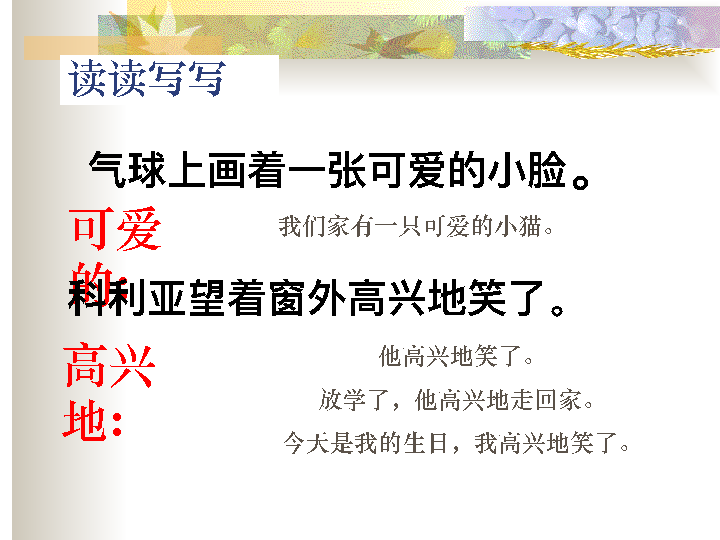 读读写写
气球上画着一张可爱的小脸。
可爱
的：
我们家有一只可爱的小猫。
科利亚望着窗外高兴地笑了。
高兴
地：
他高兴地笑了。
放学了，他高兴地走回家。
今天是我的生日，我高兴地笑了。